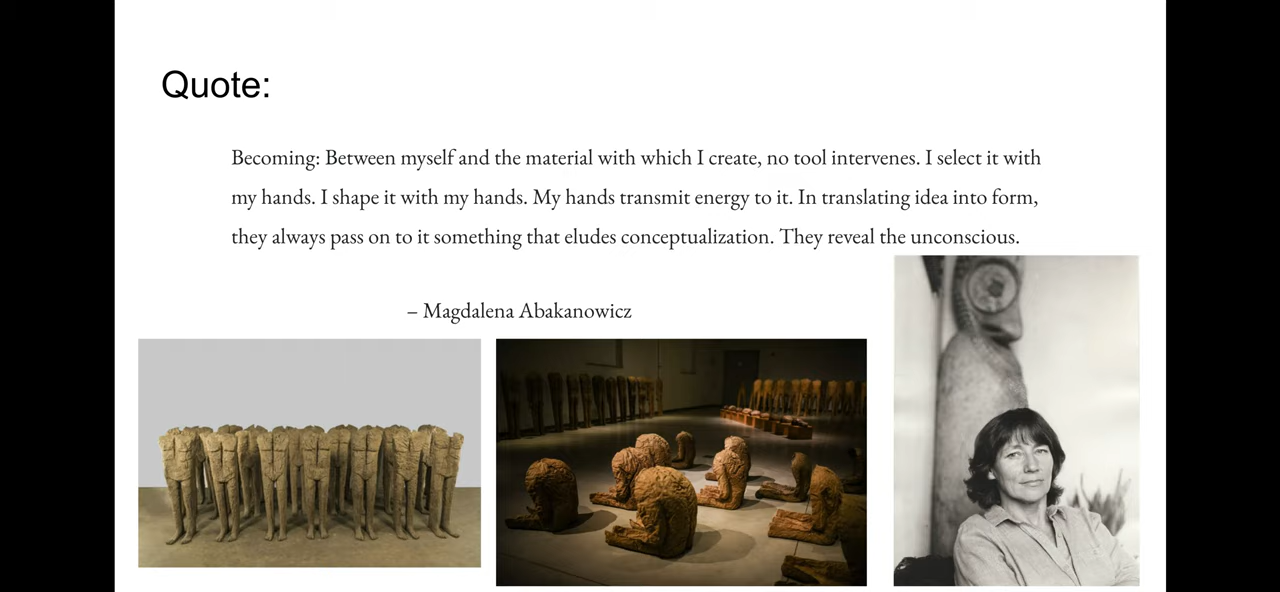 Quote:
Becoming: Between myself and the material with which I create, no tool intervenes. I select it with
my hands. I shape it with my hands. My hands transmit energy to it. In translating idea into form,
they always pass on to it something that eludes conceptualization. They reveal the unconscious.
– Magdalena Abakanowicz